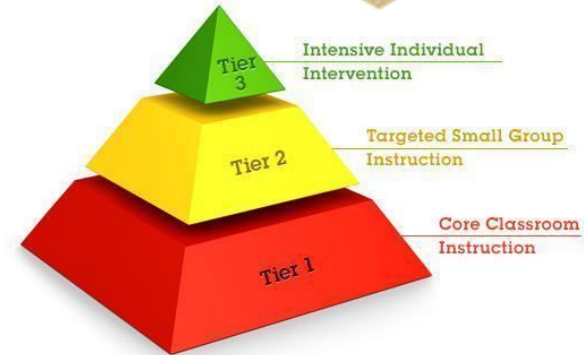 Tier
3
Intensive Individual
Intervention
Tier 2
Targeted Small Group
Instruction
Tier 1
Core Classroom
Instruction